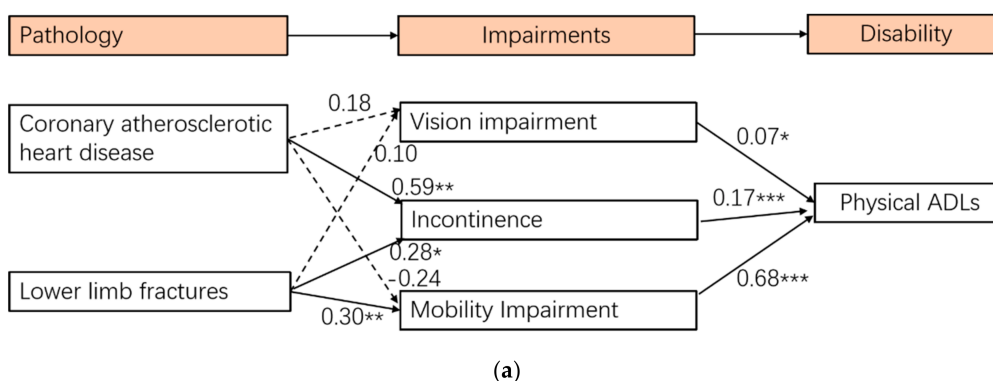 Pathology
Impairments
Disability
Coronary atherosclerotic
heart disease
0.18
Vision impairment
0.10
0.07*
0.59**
Incontinence
0.17***
Physical ADLs
0.28*
-0.24
Lower limb fractures
0.30**
Mobility Impairment
0.68***
(a)